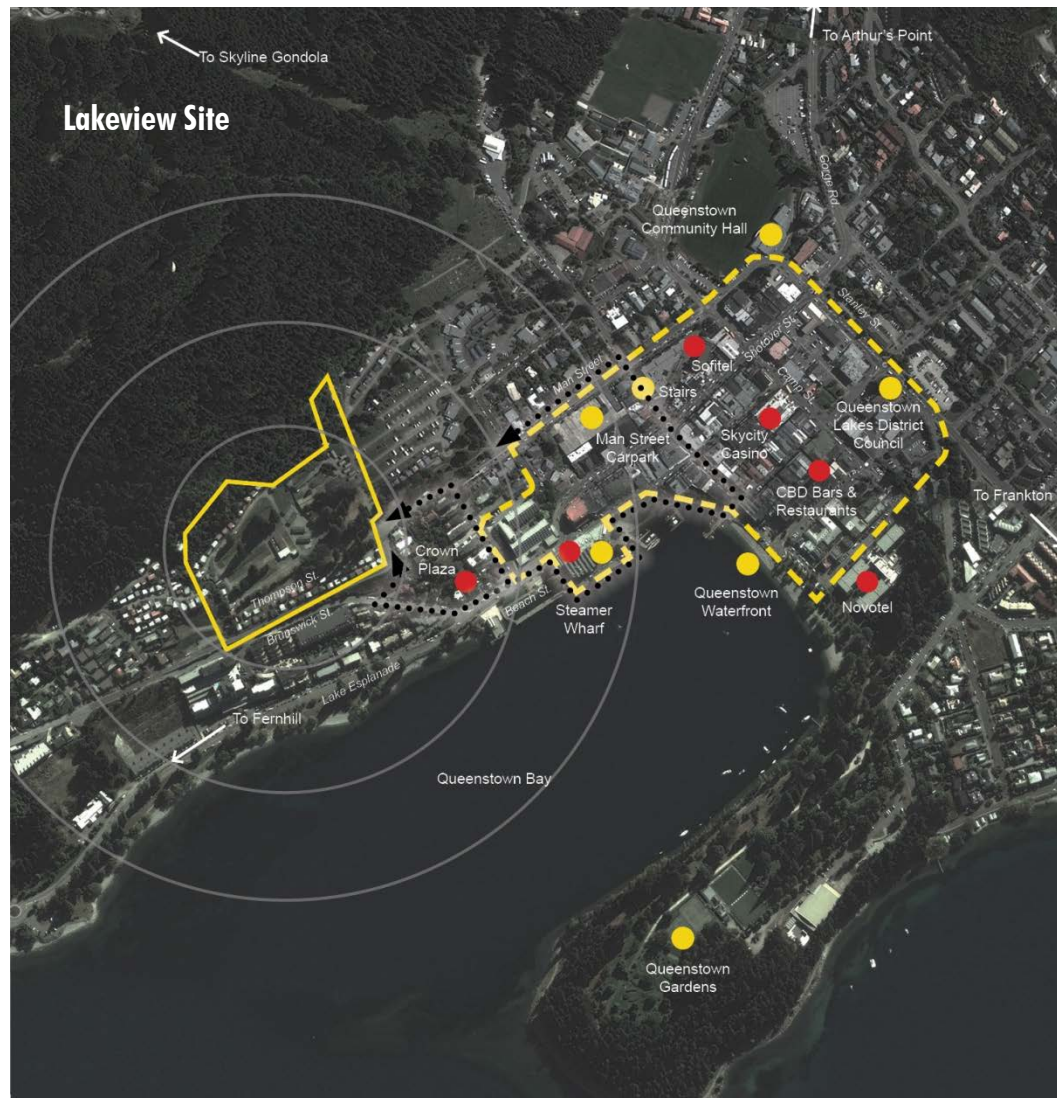 To Skyline Gondola
To Arthur's Point
Lakeview Site
Gorge Rd
Queenstown
Community Hall
Stanley St
Shotover St.
Man Street
Sofitel
Camp St
Stairs
Man Street
Carpark
Skycity
Casino
Queenstown
Lakes District
Council
CBD Bars &
Restaurants
To Frankton
Crown
Plaza
Thompson St.
Brunswick St.
Beach St.
Steamer
Wharf
Queenstown
Waterfront
Novotel
Lake Esplanade
To Fernhill
Queenstown Bay
Queenstown
Gardens